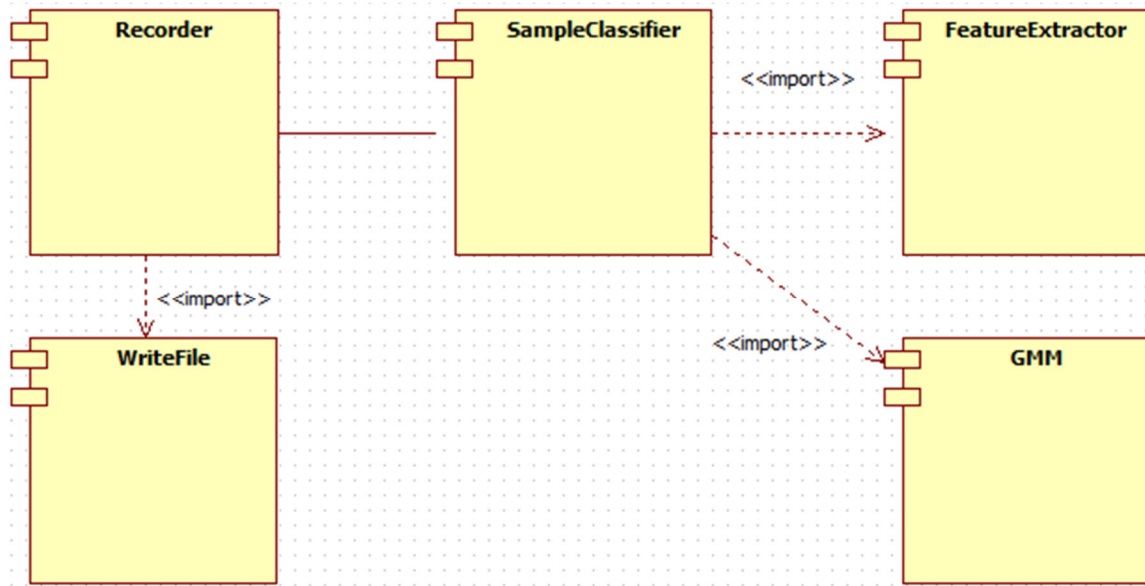 Recorder
SampleClassifier
FeatureExtractor
<<import>>
<<import>>
<<import>>
WriteFile
GMM